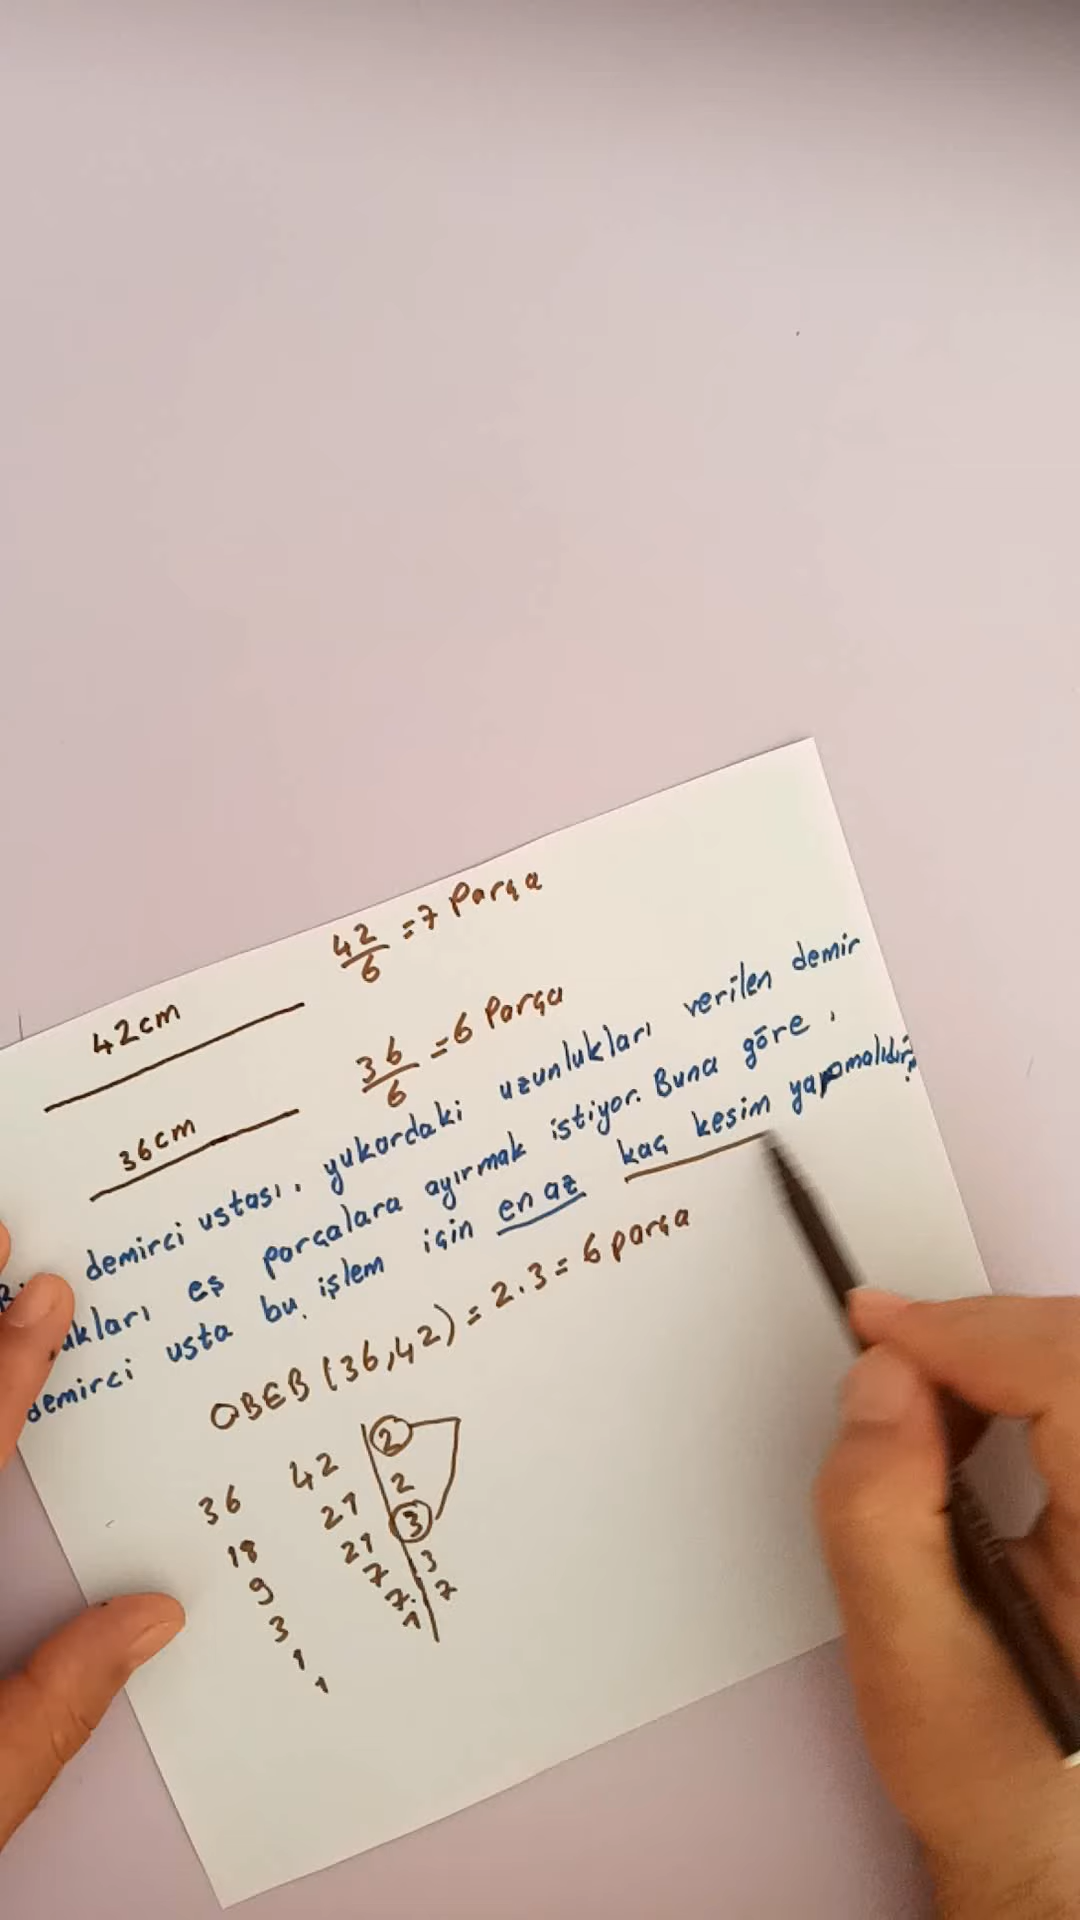 42cm
42/6 = 7 Parça
36cm
36/6 = 6 Parça
demirci ustası, yukardaki uzunlukları verilen demir
ukları eş parçalara ayırmak istiyor. Buna göre,
demirci usta bu işlem için en az kaç kesim yapmalıdır?
OBEB (36,42) = 2.3 = 6 parça
36 42 2
18 21 2
9 21 3
3 7 3
1 7 7
1 1